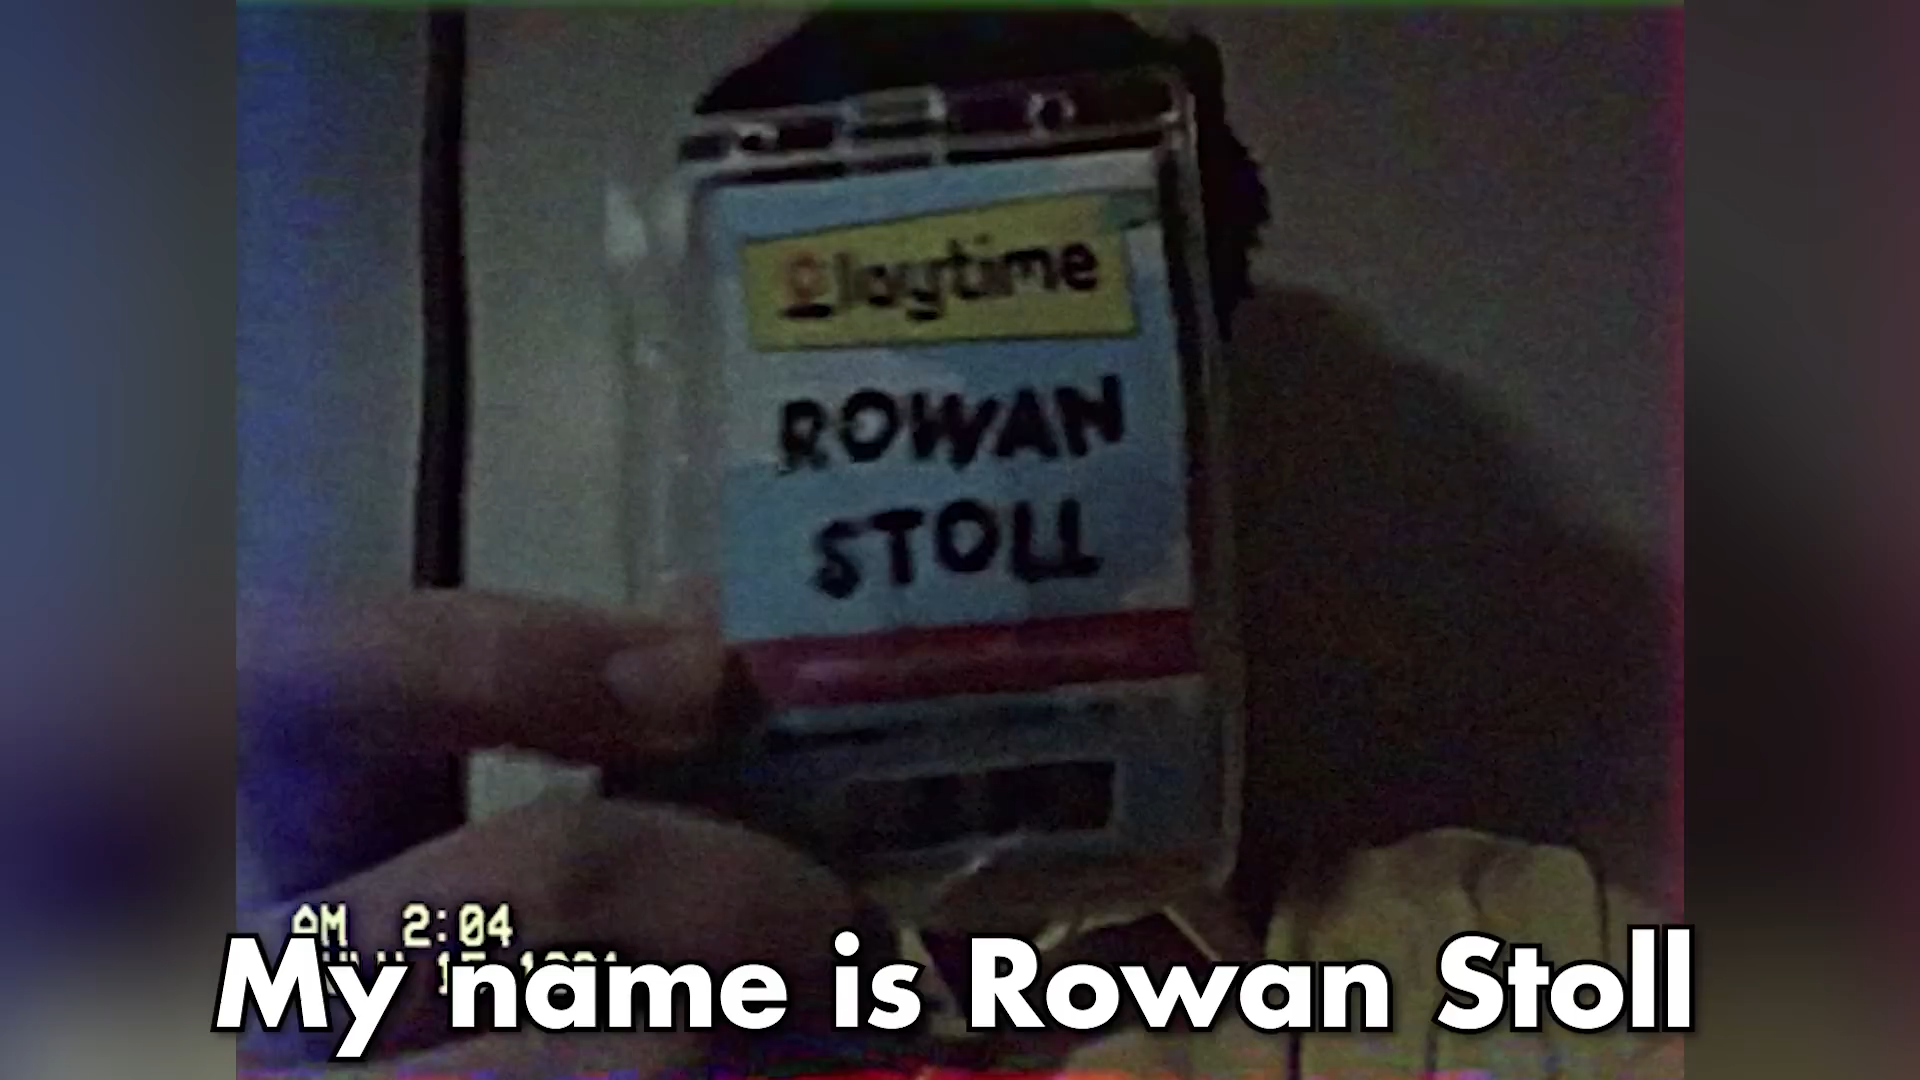 Playtime
ROWAN
STOLL
AM 2:04
My name is Rowan Stoll